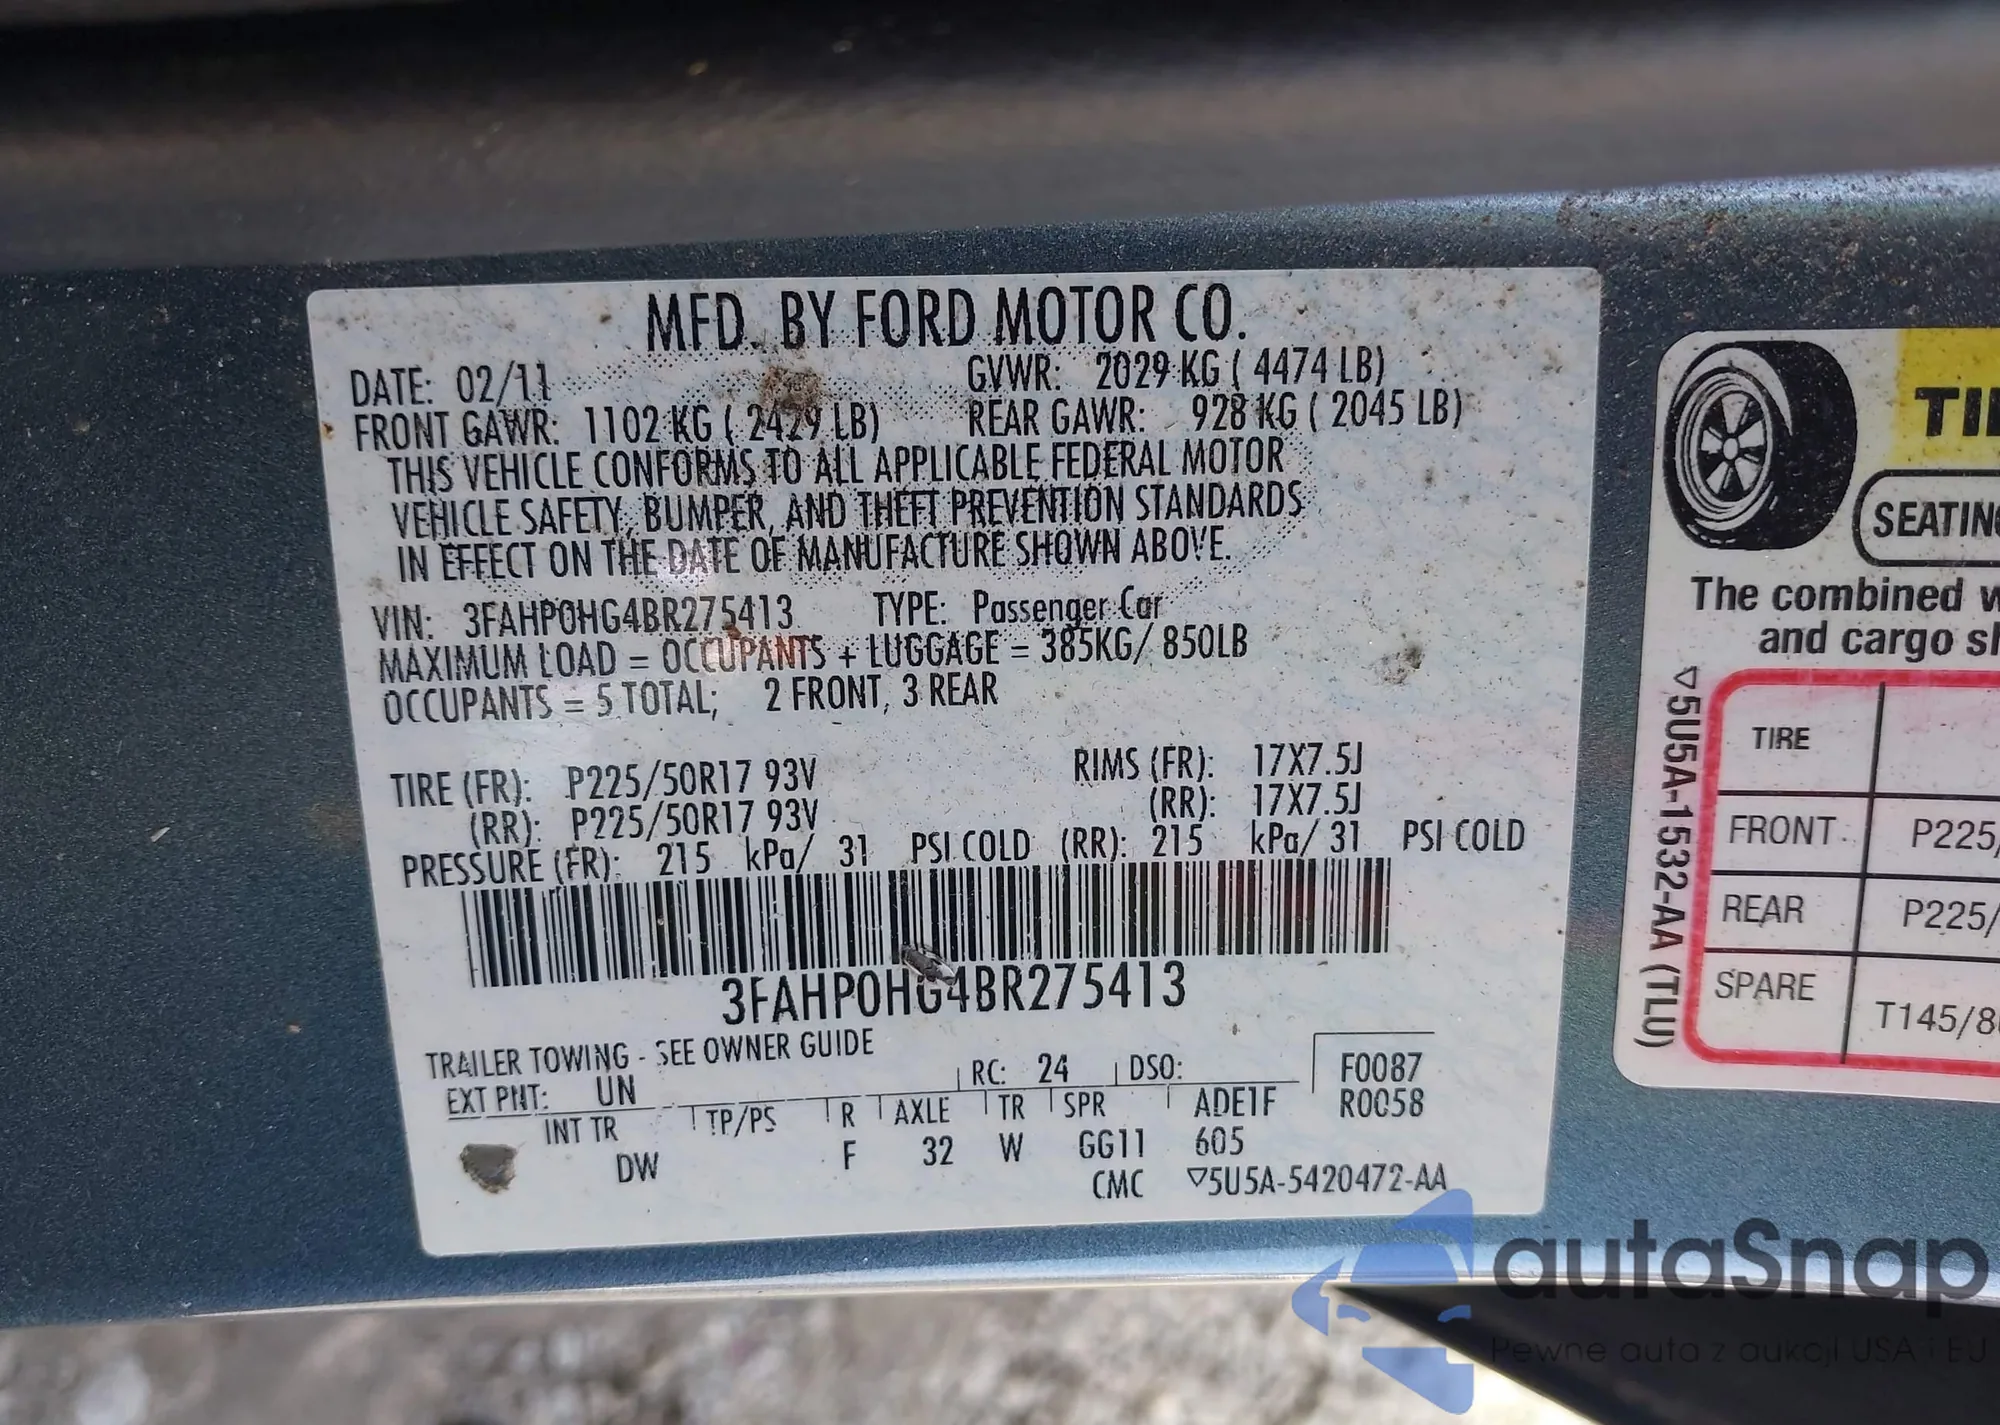 MFD. BY FORD MOTOR CO.
DATE: 02/11 GVWR: 2029 KG ( 4474 LB)
FRONT GAWR: 1102 KG ( 2429 LB) REAR GAWR: 928 KG ( 2045 LB)
THIS VEHICLE CONFORMS TO ALL APPLICABLE FEDERAL MOTOR
VEHICLE SAFETY, BUMPER, AND THEFT PREVENTION STANDARDS
IN EFFECT ON THE DATE OF MANUFACTURE SHOWN ABOVE.
VIN: 3FAHP0HG4BR275413 TYPE: Passenger Car
MAXIMUM LOAD = OCCUPANTS + LUGGAGE = 385KG/ 850LB
OCCUPANTS = 5 TOTAL; 2 FRONT, 3 REAR
TIRE (FR): P225/50R17 93V RIMS (FR): 17X7.5J
(RR): P225/50R17 93V (RR): 17X7.5J
PRESSURE (FR): 215 kPa/ 31 PSI COLD (RR): 215 kPa/ 31 PSI COLD
3FAHP0HG4BR275413
TRAILER TOWING - SEE OWNER GUIDE
EXT PNT: UN RC: 24 DSO: F0087
INT TR TP/PS R AXLE TR SPR ADE1F R0058
DW F 32 W GG11 605
CMC ▽5U5A-5420472-AA
TI
SEATING
The combined w
and cargo sh
▽5U5A-1532-AA (TLU)
TIRE
FRONT P225/
REAR P225/
SPARE T145/8
autaSnap
Pewne auta z aukcji USA i EU